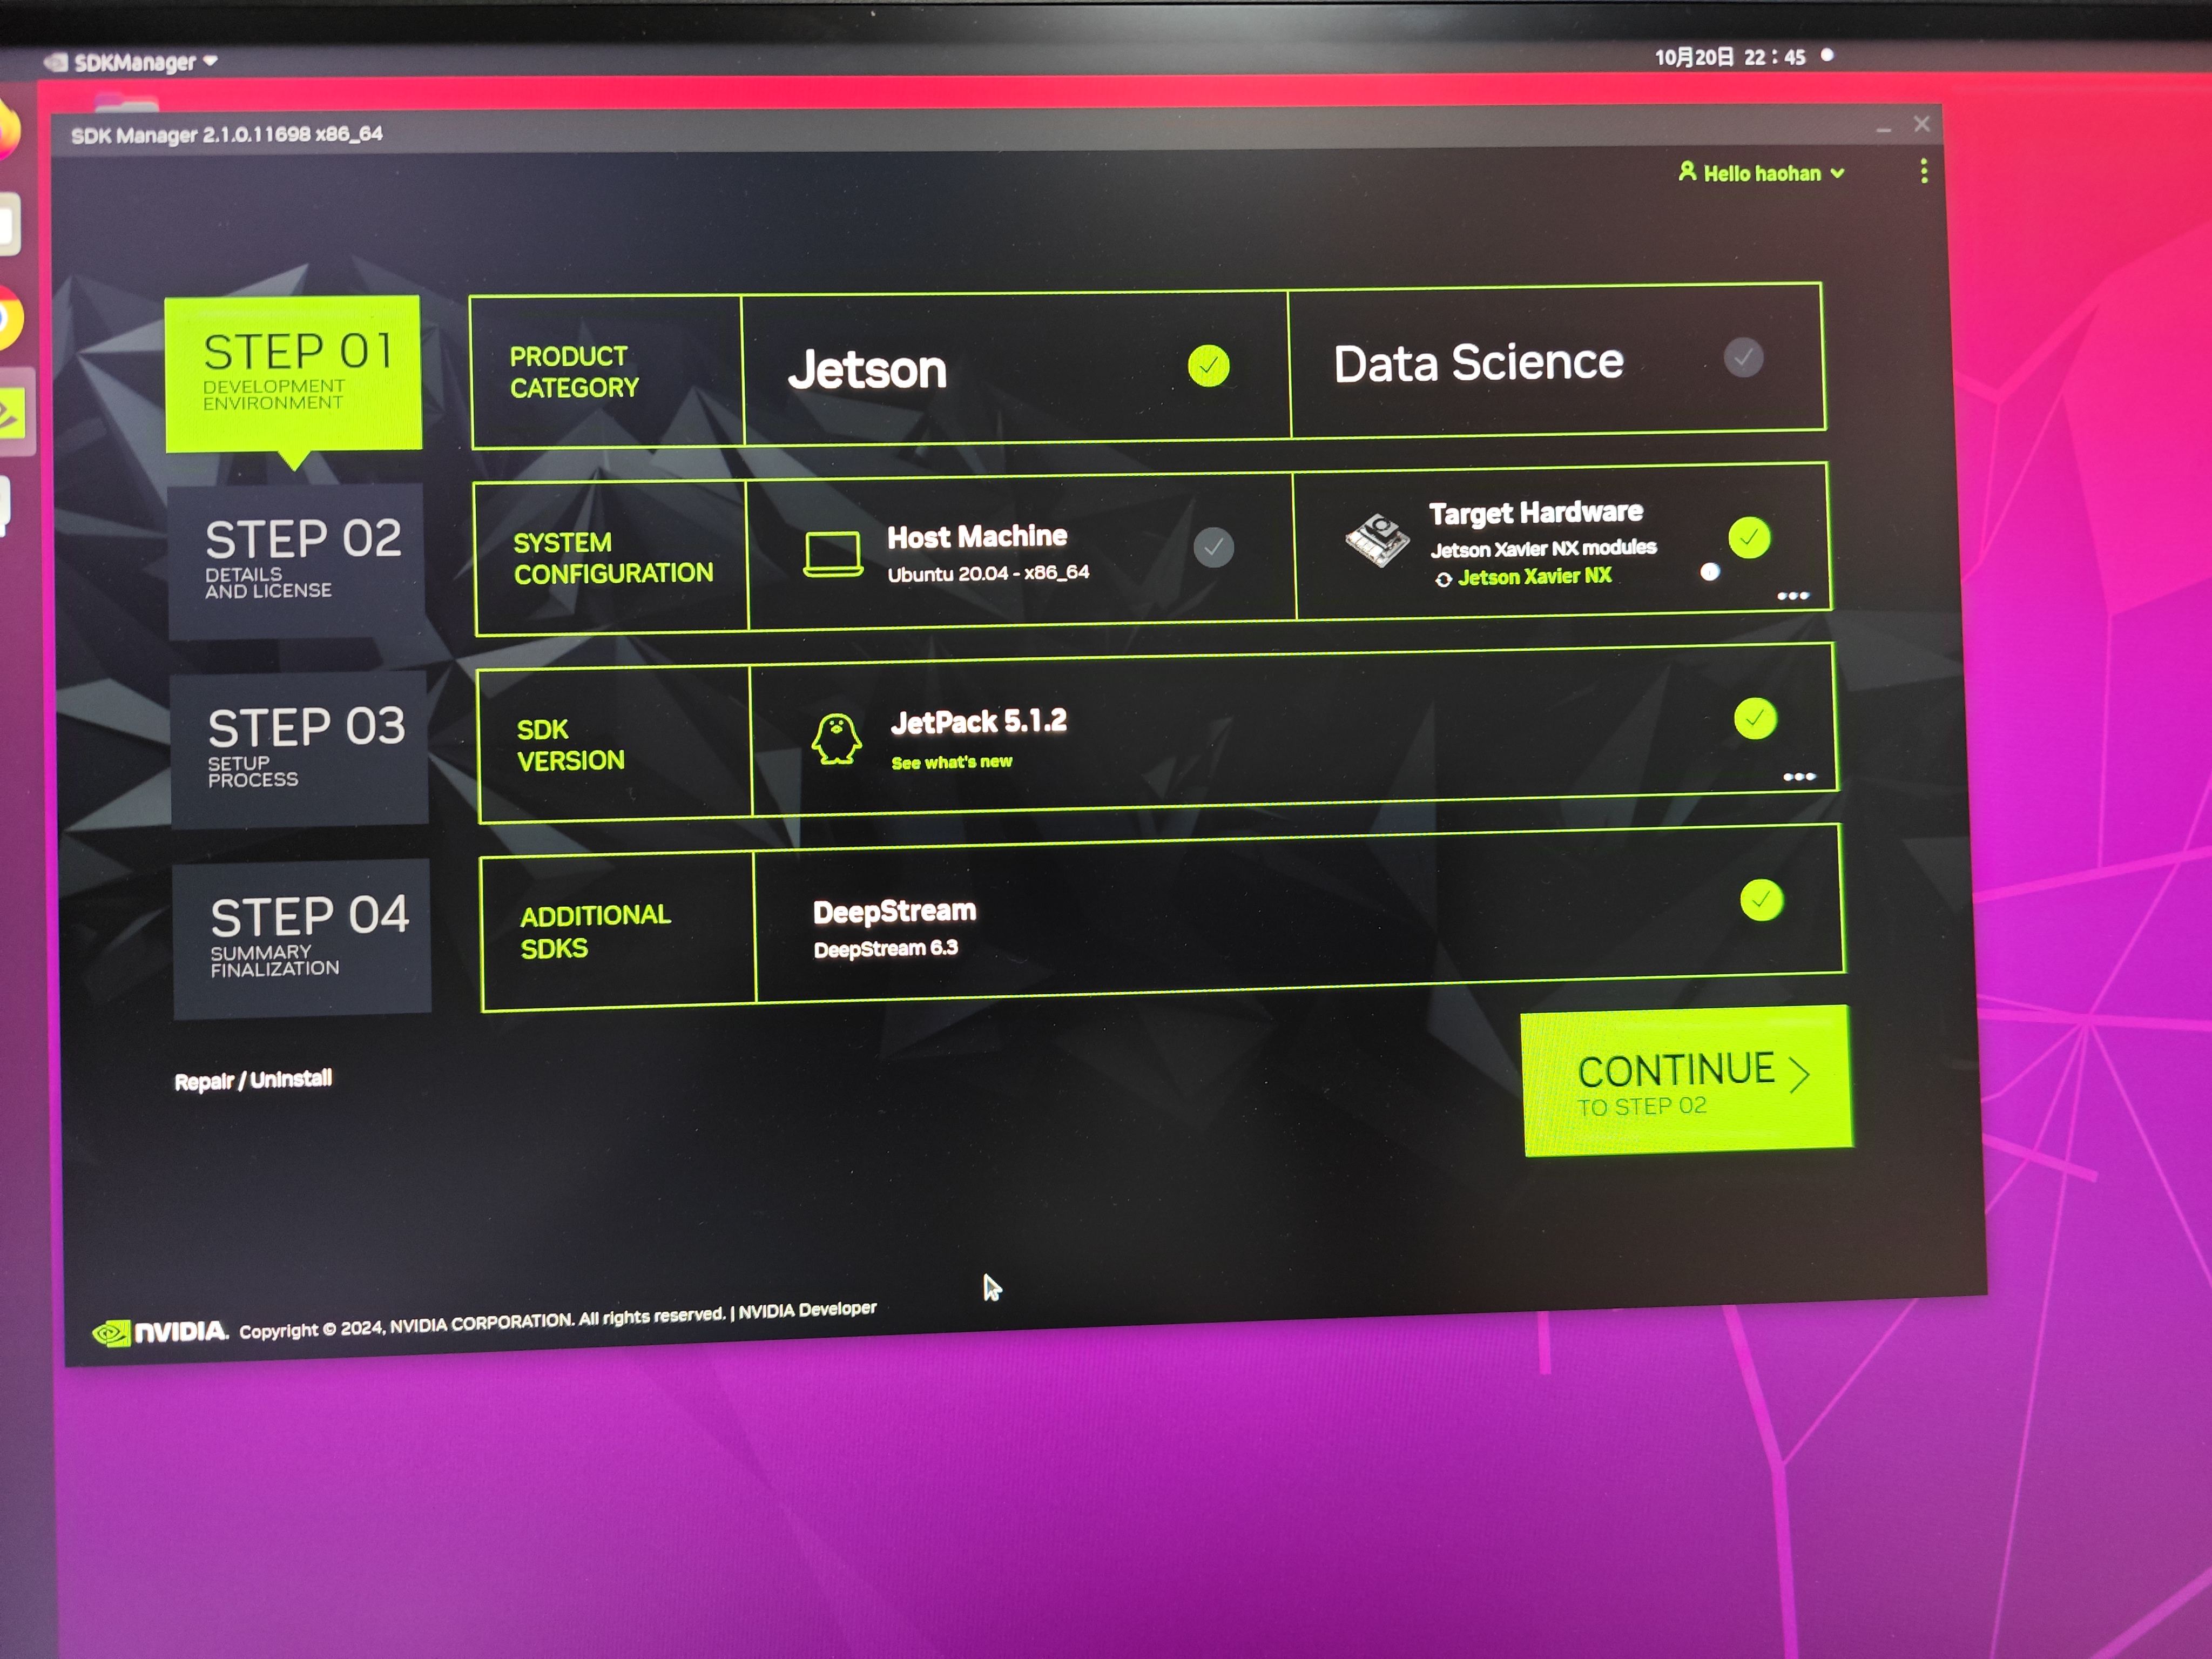 SDKManager
10月20日 22：45
SDK Manager 2.1.0.11698 x86_64
Hello haohan
STEP 01
DEVELOPMENT
ENVIRONMENT
PRODUCT
CATEGORY
Jetson
Data Science
STEP 02
DETAILS
AND LICENSE
SYSTEM
CONFIGURATION
Host Machine
Ubuntu 20.04 - x86_64
Target Hardware
Jetson Xavier NX modules
Jetson Xavier NX
STEP 03
SETUP
PROCESS
SDK
VERSION
JetPack 5.1.2
See what's new
STEP 04
SUMMARY
FINALIZATION
ADDITIONAL
SDKS
DeepStream
DeepStream 6.3
Repair / Uninstall
CONTINUE
TO STEP 02
NVIDIA. Copyright © 2024, NVIDIA CORPORATION. All rights reserved. | NVIDIA Developer